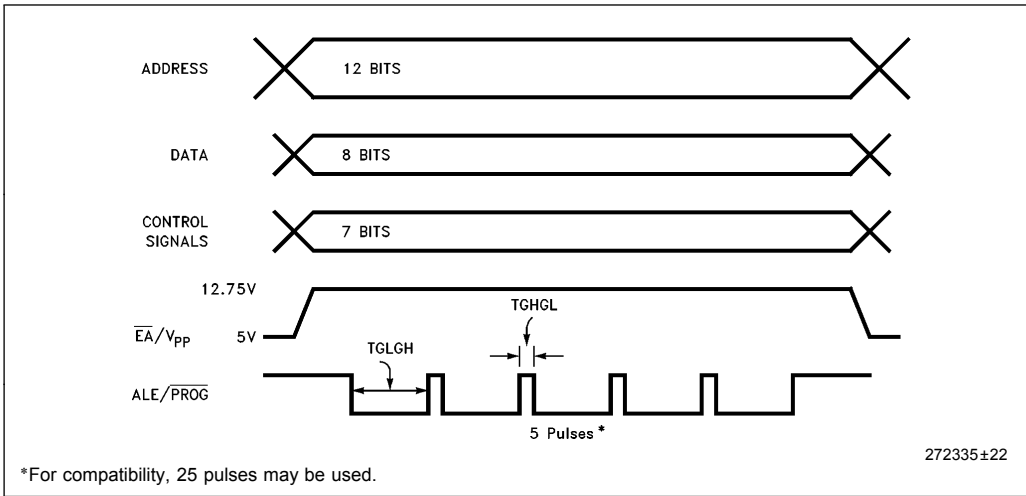 ADDRESS
12 BITS
DATA
8 BITS
CONTROL
SIGNALS
7 BITS
12.75V
EA/VPP
5V
TGHGL
TGLGH
ALE/PROG
5 Pulses*
272335±22
*For compatibility, 25 pulses may be used.